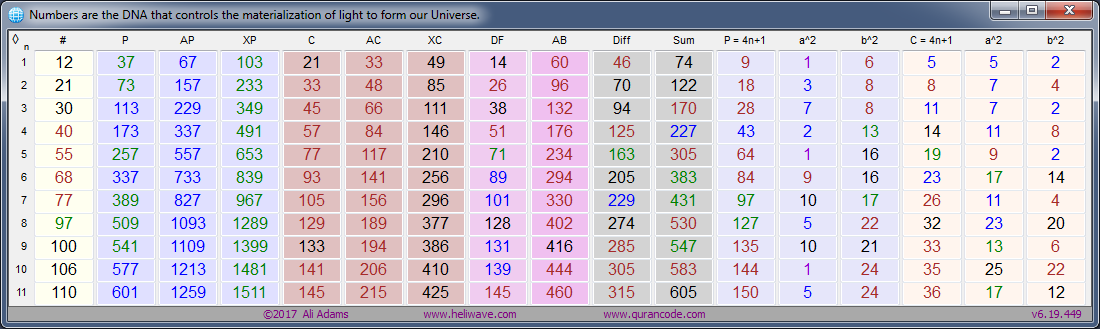 Numbers are the DNA that controls the materialization of light to form our Universe.
◊ n # P AP XP C AC XC DF AB Diff Sum P = 4n+1 a^2 b^2 C = 4n+1 a^2 b^2
1 12 37 67 103 21 33 49 14 60 46 74 9 1 6 5 5 2
2 21 73 157 233 33 48 85 26 96 70 122 18 3 8 8 7 4
3 30 113 229 349 45 66 111 38 132 94 170 28 7 8 11 7 2
4 40 173 337 491 57 84 146 51 176 125 227 43 2 13 14 11 8
5 55 257 557 653 77 117 210 71 234 163 305 64 1 16 19 9 2
6 68 337 733 839 93 141 256 89 294 205 383 84 9 16 23 17 14
7 77 389 827 967 105 156 296 101 330 229 431 97 10 17 26 11 4
8 97 509 1093 1289 129 189 377 128 402 274 530 127 5 22 32 23 20
9 100 541 1109 1399 133 194 386 131 416 285 547 135 10 21 33 13 6
10 106 577 1213 1481 141 206 410 139 444 305 583 144 1 24 35 25 22
11 110 601 1259 1511 145 215 425 145 460 315 605 150 5 24 36 17 12
©2017 Ali Adams www.heliwave.com www.qurancode.com v6.19.449